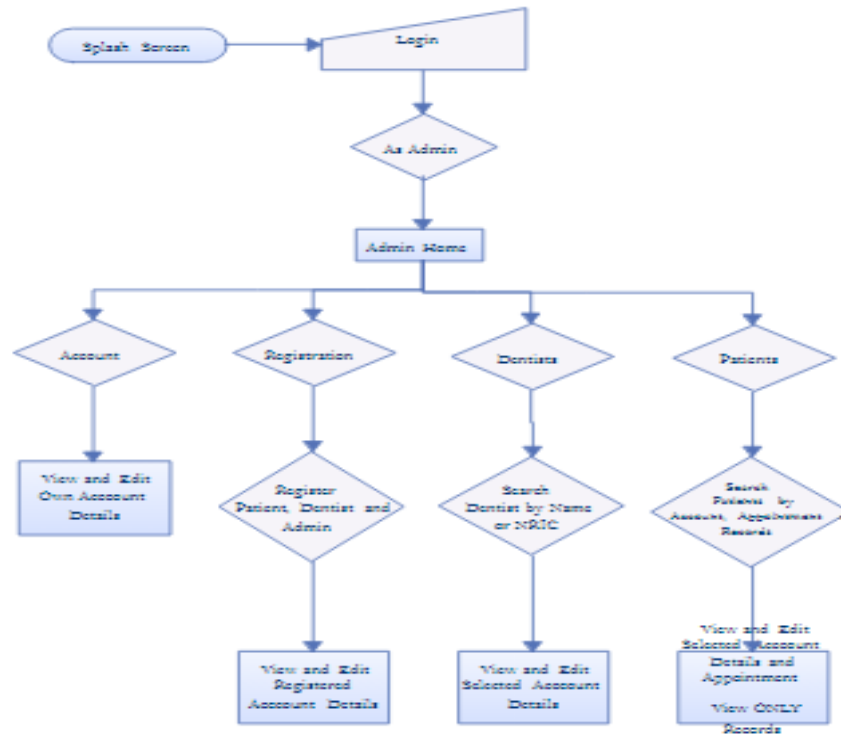 Splash Screen
Login
As Admin
Admin Home
Account
Registration
Dentists
Patients
View and Edit
Own Account
Details
Register
Patient, Dentist and
Admin
Search
Dentist by Name
or NRIC
Search
Patients by
Account, Appointment
Records
View and Edit
Registered
Account Details
View and Edit
Selected Account
Details
View and Edit
Selected Account
Details and
Appointment
View ONLY
Records